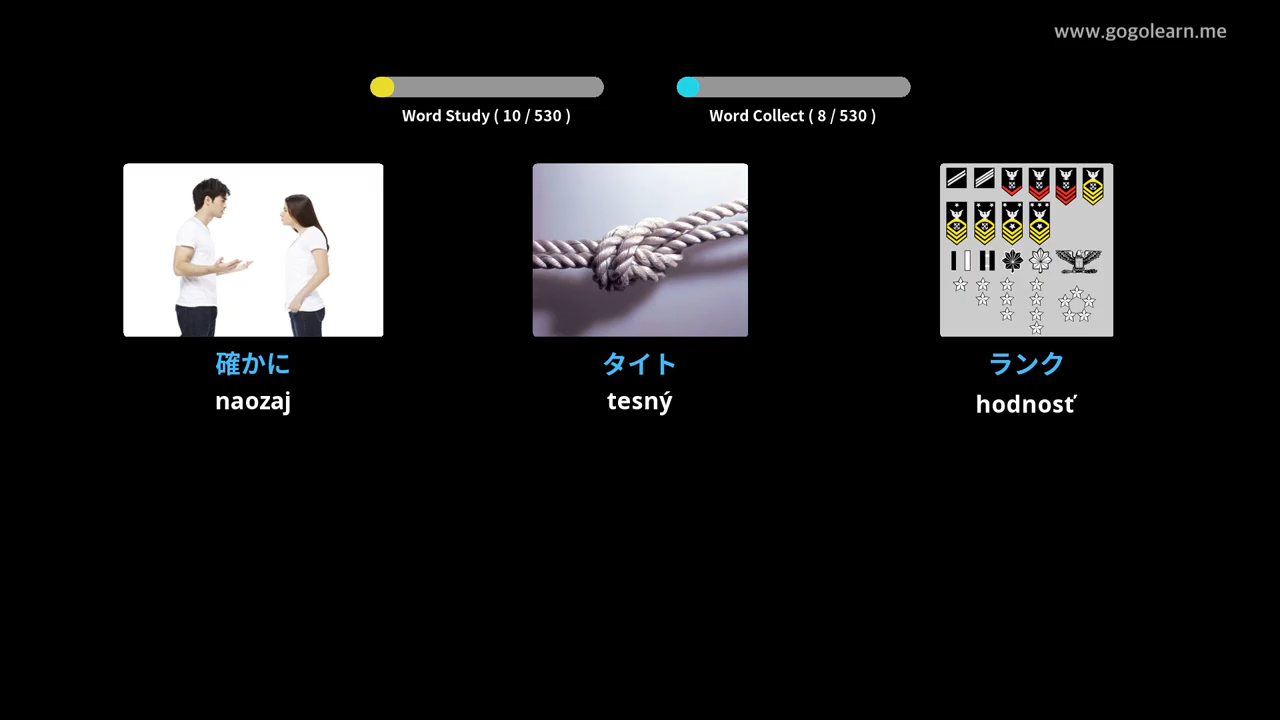 www.gogolearn.me
Word Study ( 10 / 530 )
Word Collect ( 8 / 530 )
確かに
タイト
ランク
naozaj
tesný
hodnosť